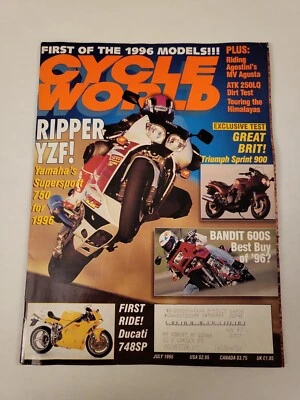 FIRST OF THE 1996 MODELS!!!
CYCLE
WORLD
PLUS:
Riding
Agostini's
MV Agusta
ATK 250LQ
Dirt Test
Touring the
Himalayas
RIPPER
YZF!
Yamaha's
Supersport
750
for
1996
EXCLUSIVE TEST
GREAT
BRIT!
Triumph Sprint 900
BANDIT 600S
Best Buy
of '96?
FIRST
RIDE!
Ducati
748SP
JULY 1995
USA $2.95
CANADA $3.75
UK £1.95